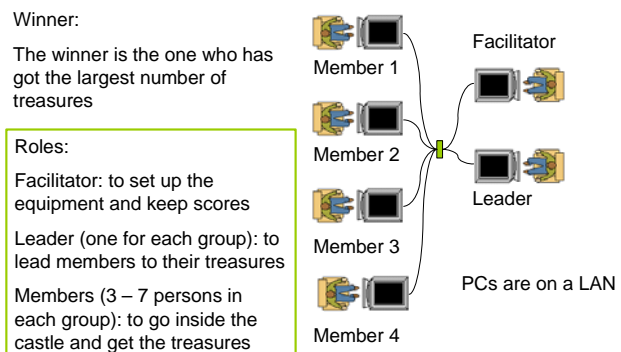 Winner:
The winner is the one who has
got the largest number of
treasures
Roles:
Facilitator: to set up the
equipment and keep scores
Leader (one for each group): to
lead members to their treasures
Members (3 – 7 persons in
each group): to go inside the
castle and get the treasures
Member 1
Member 2
Member 3
Member 4
Facilitator
Leader
PCs are on a LAN